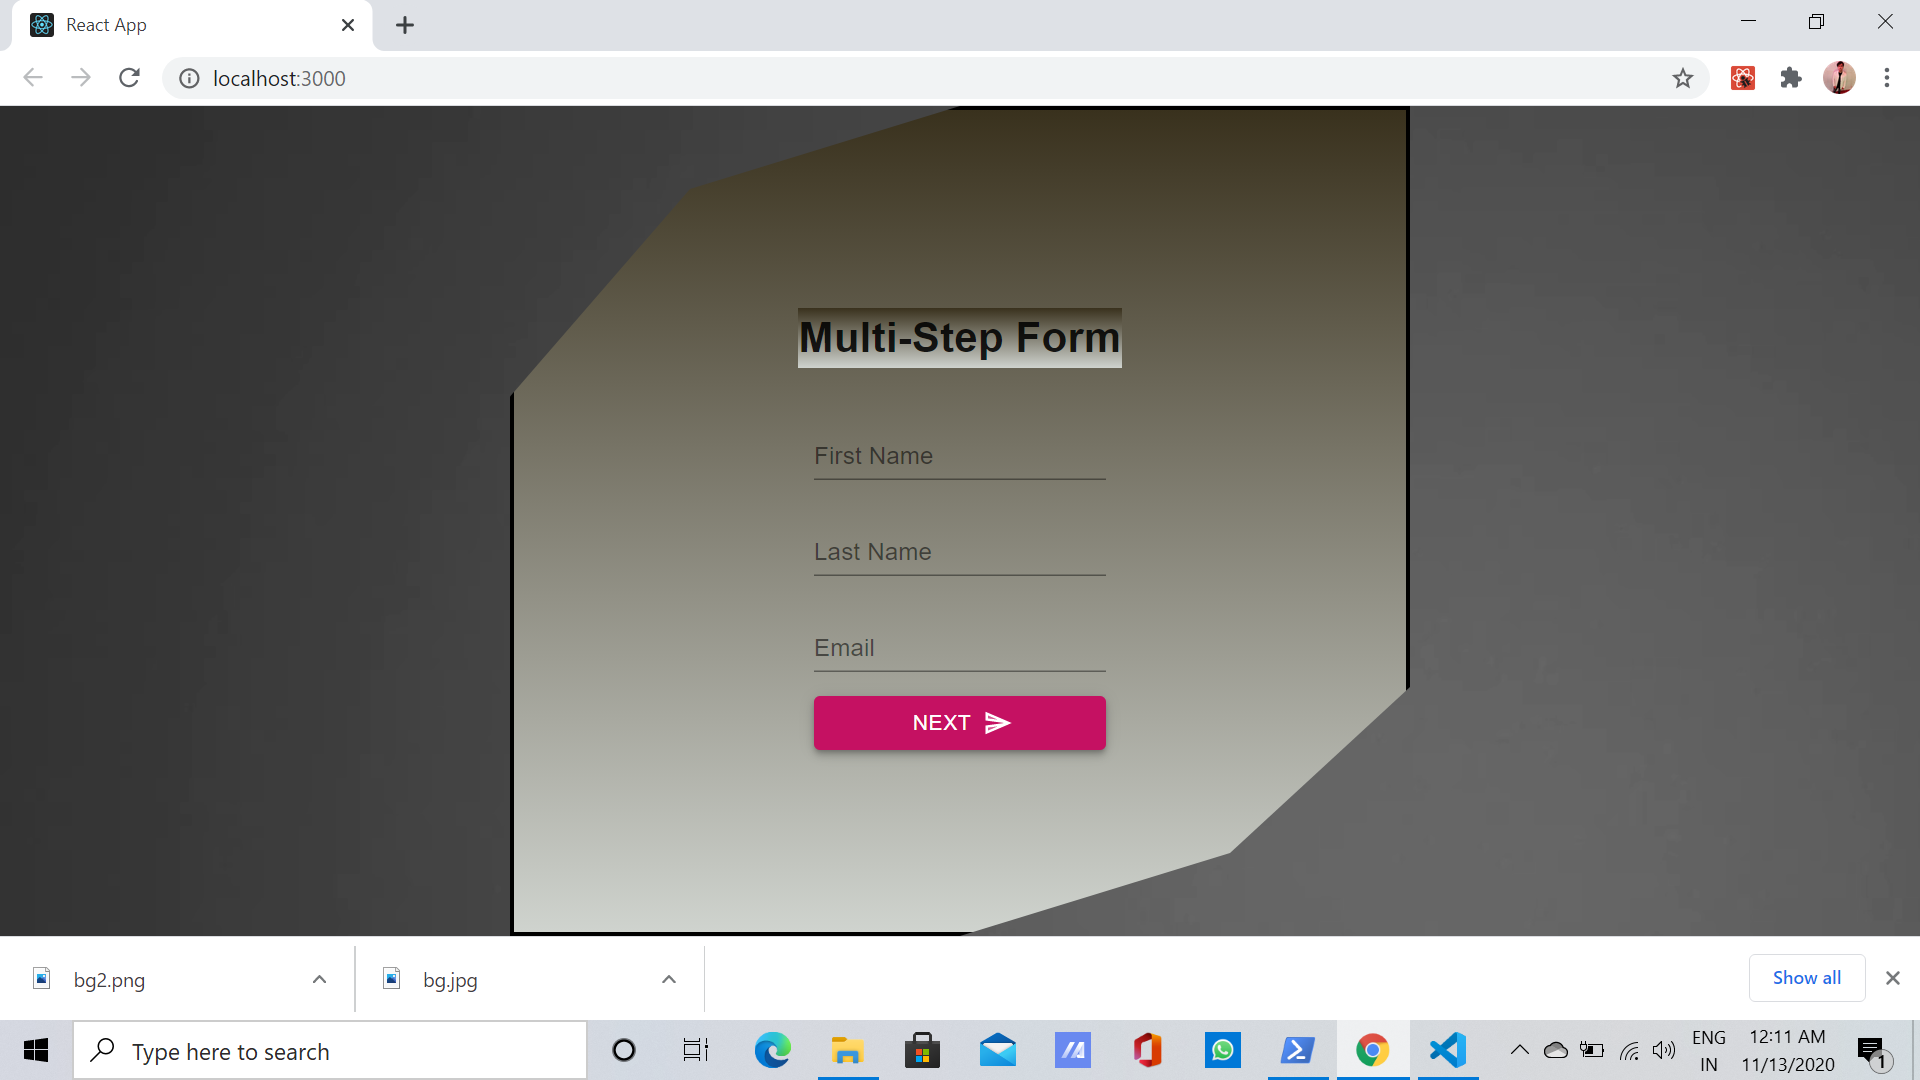 React App
localhost:3000
Multi-Step Form
First Name
Last Name
Email
NEXT
bg2.png
bg.jpg
Show all
Type here to search
ENG
IN
12:11 AM
11/13/2020
1